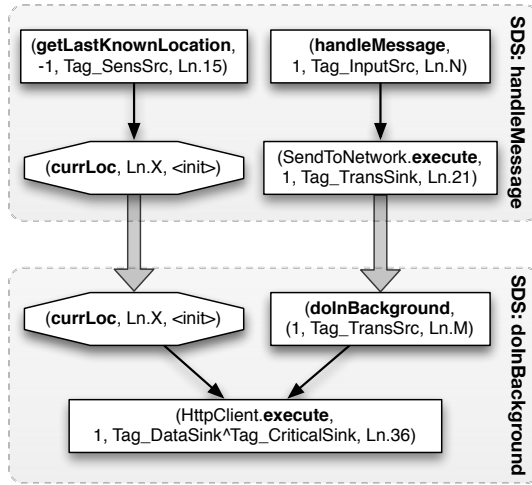 (getLastKnownLocation,
-1, Tag_SensSrc, Ln.15)
(handleMessage,
1, Tag_InputSrc, Ln.N)
(currLoc, Ln.X, <init>)
(SendToNetwork.execute,
1, Tag_TransSink, Ln.21)
SDS: handleMessage
(currLoc, Ln.X, <init>)
(doInBackground,
(1, Tag_TransSrc, Ln.M)
(HttpClient.execute,
1, Tag_DataSink^Tag_CriticalSink, Ln.36)
SDS: doInBackground